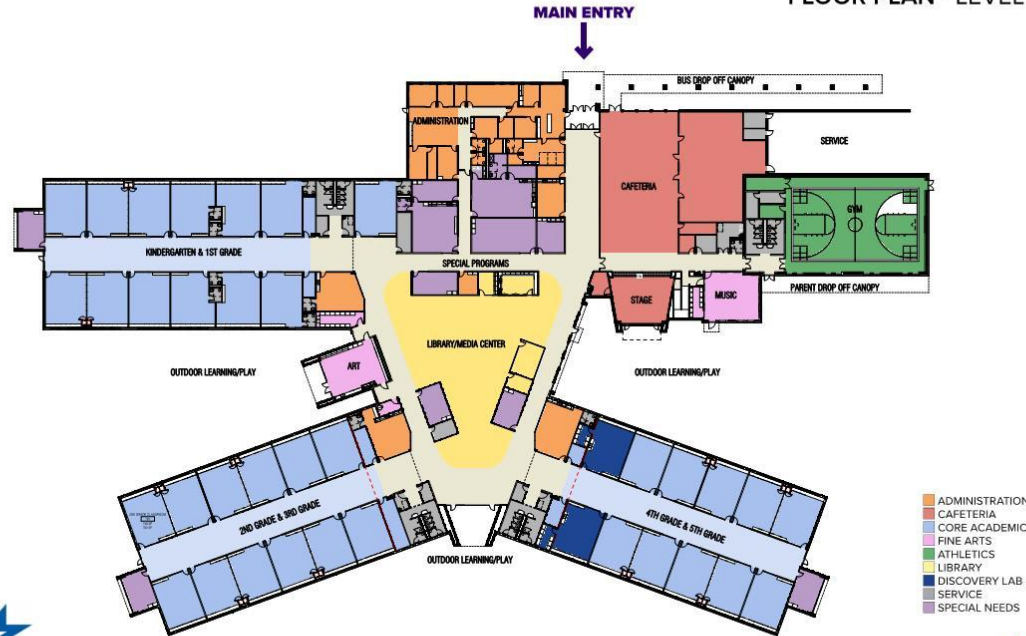 FLOOR PLAN LEVEL
MAIN ENTRY
BUS DROP OFF CANOPY
ADMINISTRATION
SERVICE
CAFETERIA
GYM
KINDERGARTEN & 1ST GRADE
SPECIAL PROGRAMS
PARENT DROP OFF CANOPY
MUSIC
STAGE
LIBRARY/MEDIA CENTER
ART
OUTDOOR LEARNING/PLAY
OUTDOOR LEARNING/PLAY
2ND GRADE & 3RD GRADE
4TH GRADE & 5TH GRADE
OUTDOOR LEARNING/PLAY
ADMINISTRATION
CAFETERIA
CORE ACADEMIC
FINE ARTS
ATHLETICS
LIBRARY
DISCOVERY LAB
SERVICE
SPECIAL NEEDS